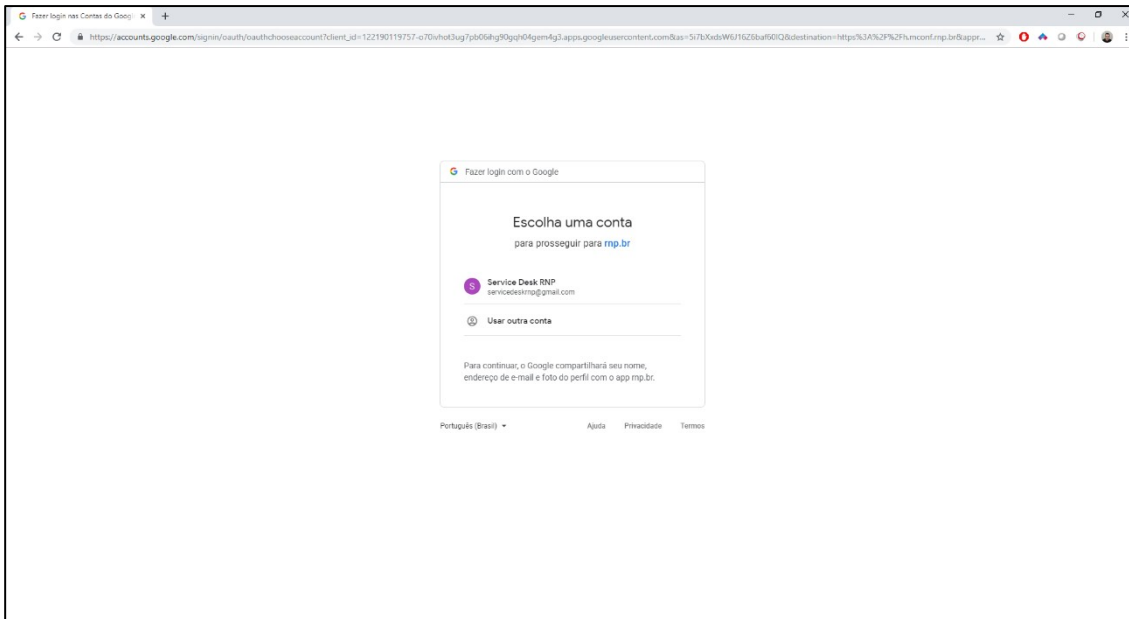 Fazer login nas Contas do Googl
https://accounts.google.com/signin/oauth/oauthchooseaccount?client_id=122190119757-o70ivhot3ug7pb06ihg90gqh04gem4g3.apps.googleusercontent.com&as=5i7bXxdsW6J16Z6baf60IQ&destination=https%3A%2F%2Fh.mconf.rnp.br&appr...
Fazer login com o Google
Escolha uma conta
para prosseguir para rnp.br
S
Service Desk RNP
servicedeskrnp@gmail.com
Usar outra conta
Para continuar, o Google compartilhará seu nome,
endereço de e-mail e foto do perfil com o app rnp.br.
Português (Brasil) Ajuda Privacidade Termos